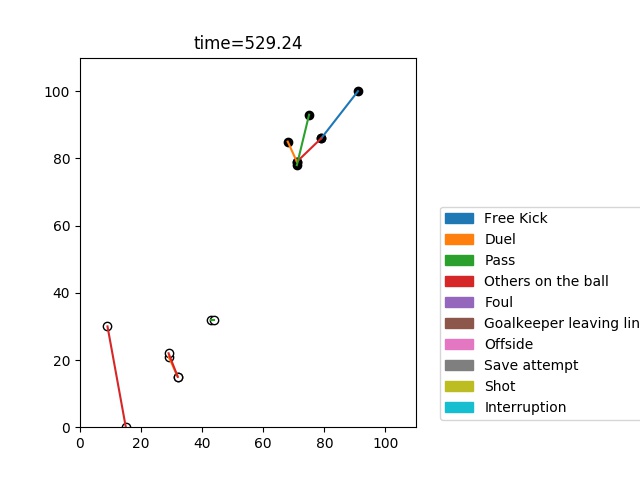 time=529.24
100
80
60
40
20
0
0 20 40 60 80 100
Free Kick
Duel
Pass
Others on the ball
Foul
Goalkeeper leaving lin
Offside
Save attempt
Shot
Interruption